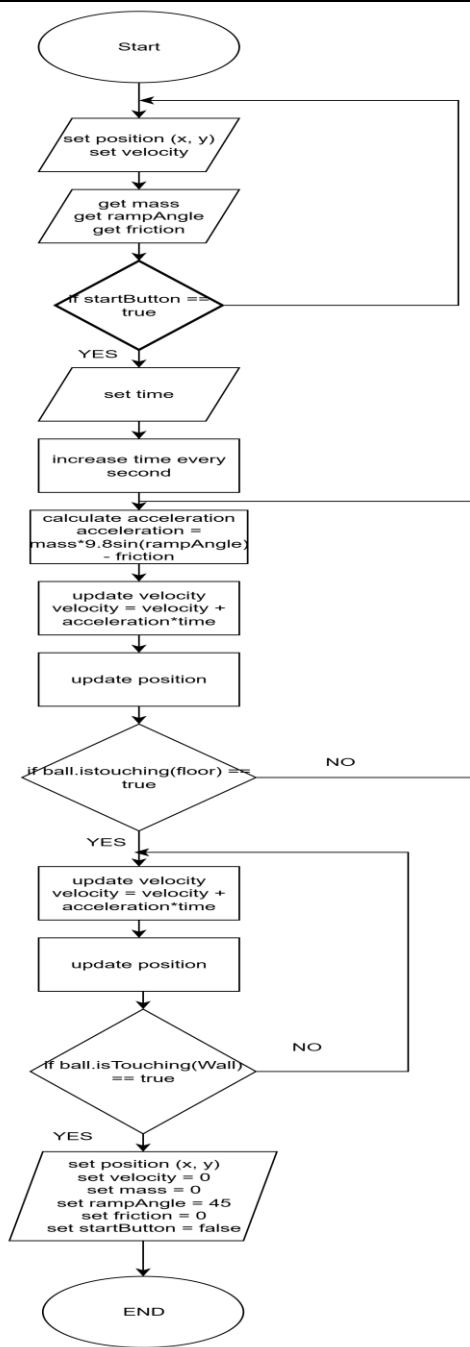 Start
set position (x, y)
set velocity
get mass
get rampAngle
get friction
if startButton ==
true
YES
set time
increase time every
second
calculate acceleration
acceleration =
mass*9.8sin(rampAngle)
- friction
update velocity
velocity = velocity +
acceleration*time
update position
if ball.istouching(floor) ==
true
NO
YES
update velocity
velocity = velocity +
acceleration*time
update position
if ball.isTouching(Wall)
== true
NO
YES
set position (x, y)
set velocity = 0
set mass = 0
set rampAngle = 45
set friction = 0
set startButton = false
END